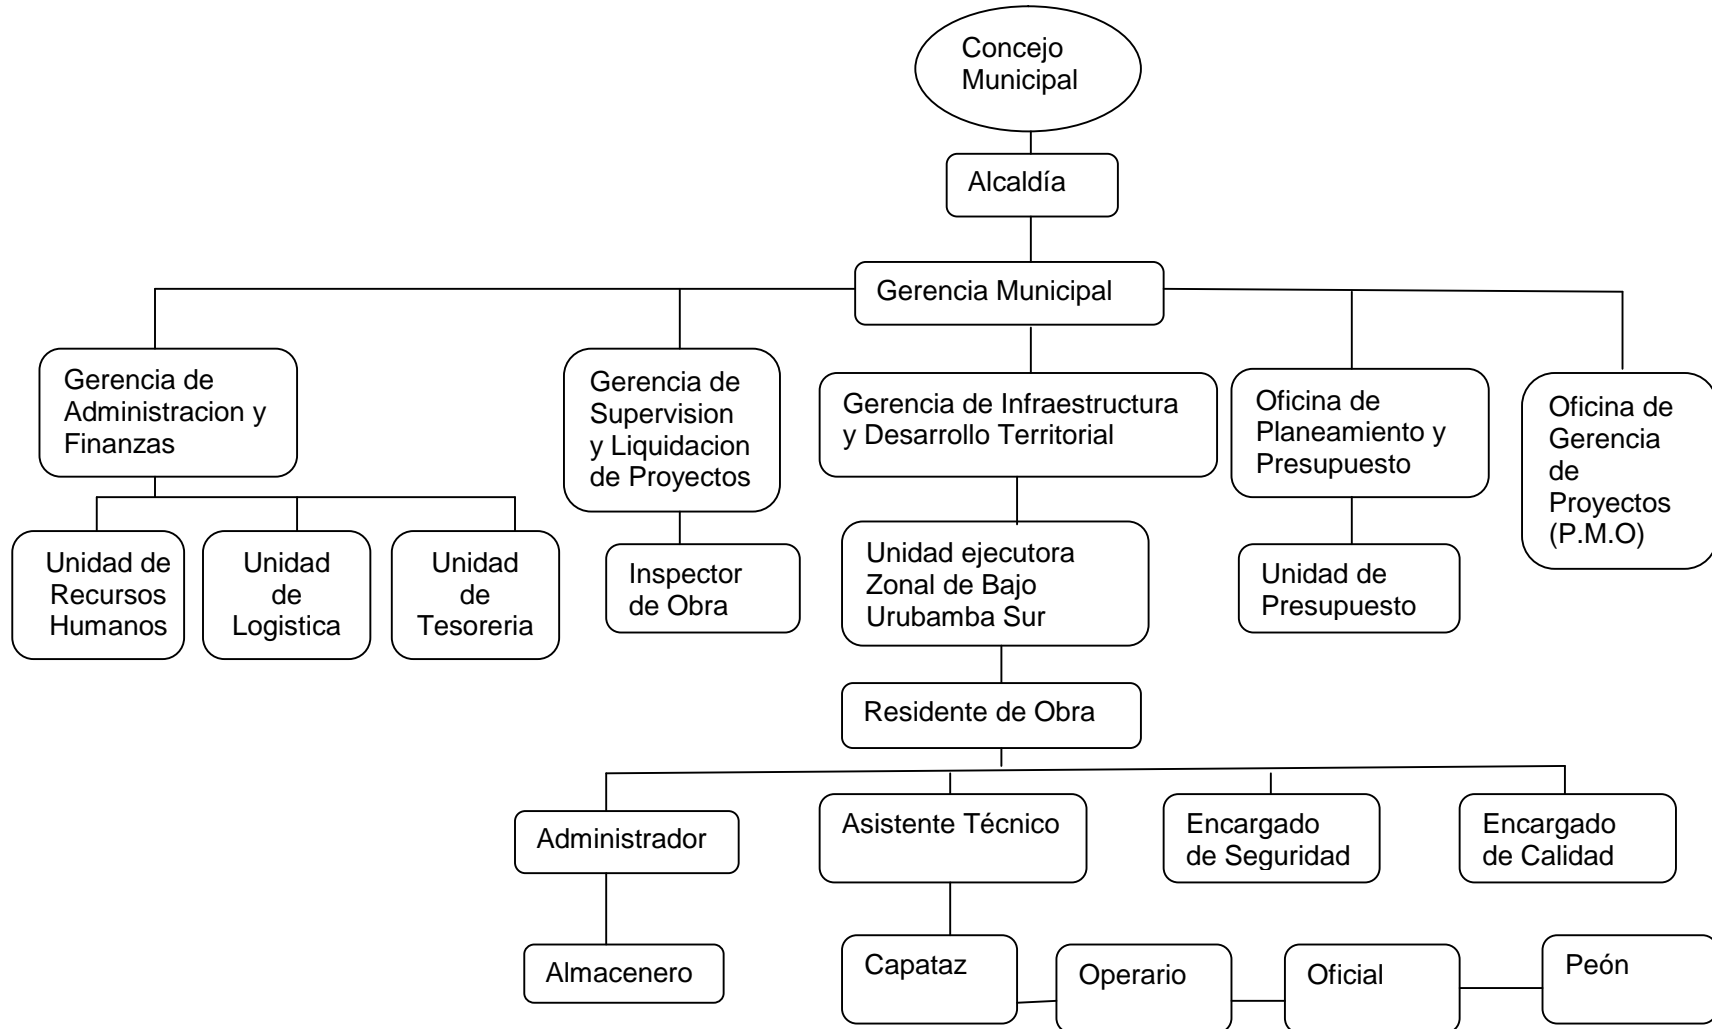 Concejo
Municipal
Alcaldía
Gerencia Municipal
Gerencia de
Administracion y
Finanzas
Gerencia de
Supervision
y Liquidacion
de Proyectos
Gerencia de Infraestructura
y Desarrollo Territorial
Oficina de
Planeamiento y
Presupuesto
Oficina de
Gerencia
de
Proyectos
(P.M.O)
Unidad de
Recursos
Humanos
Unidad
de
Logistica
Unidad
de
Tesoreria
Inspector
de Obra
Unidad ejecutora
Zonal de Bajo
Urubamba Sur
Unidad de
Presupuesto
Residente de Obra
Administrador
Asistente Técnico
Encargado
de Seguridad
Encargado
de Calidad
Almacenero
Capataz
Operario
Oficial
Peón